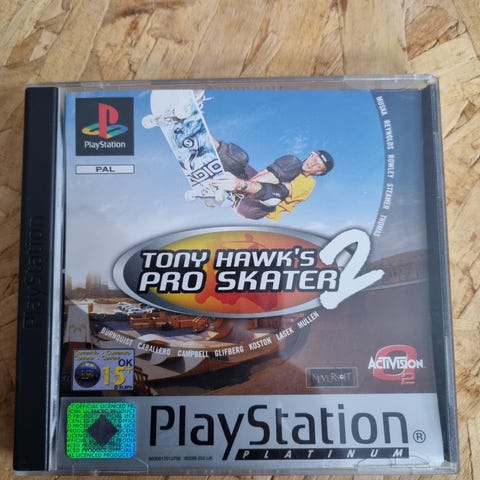 PlayStation
PlayStation
PAL
MUSKA REYNOLDS ROWLEY STEAMER THOMAS
TONY HAWK'S
PRO SKATER 2
BURNQUIST CABALLERO CAMPBELL GLIFBERG KOSTON LASEK MULLEN
OK
15+
NEVERSOFT
ACTIVISION
O2
PlayStation®
PLATINUM